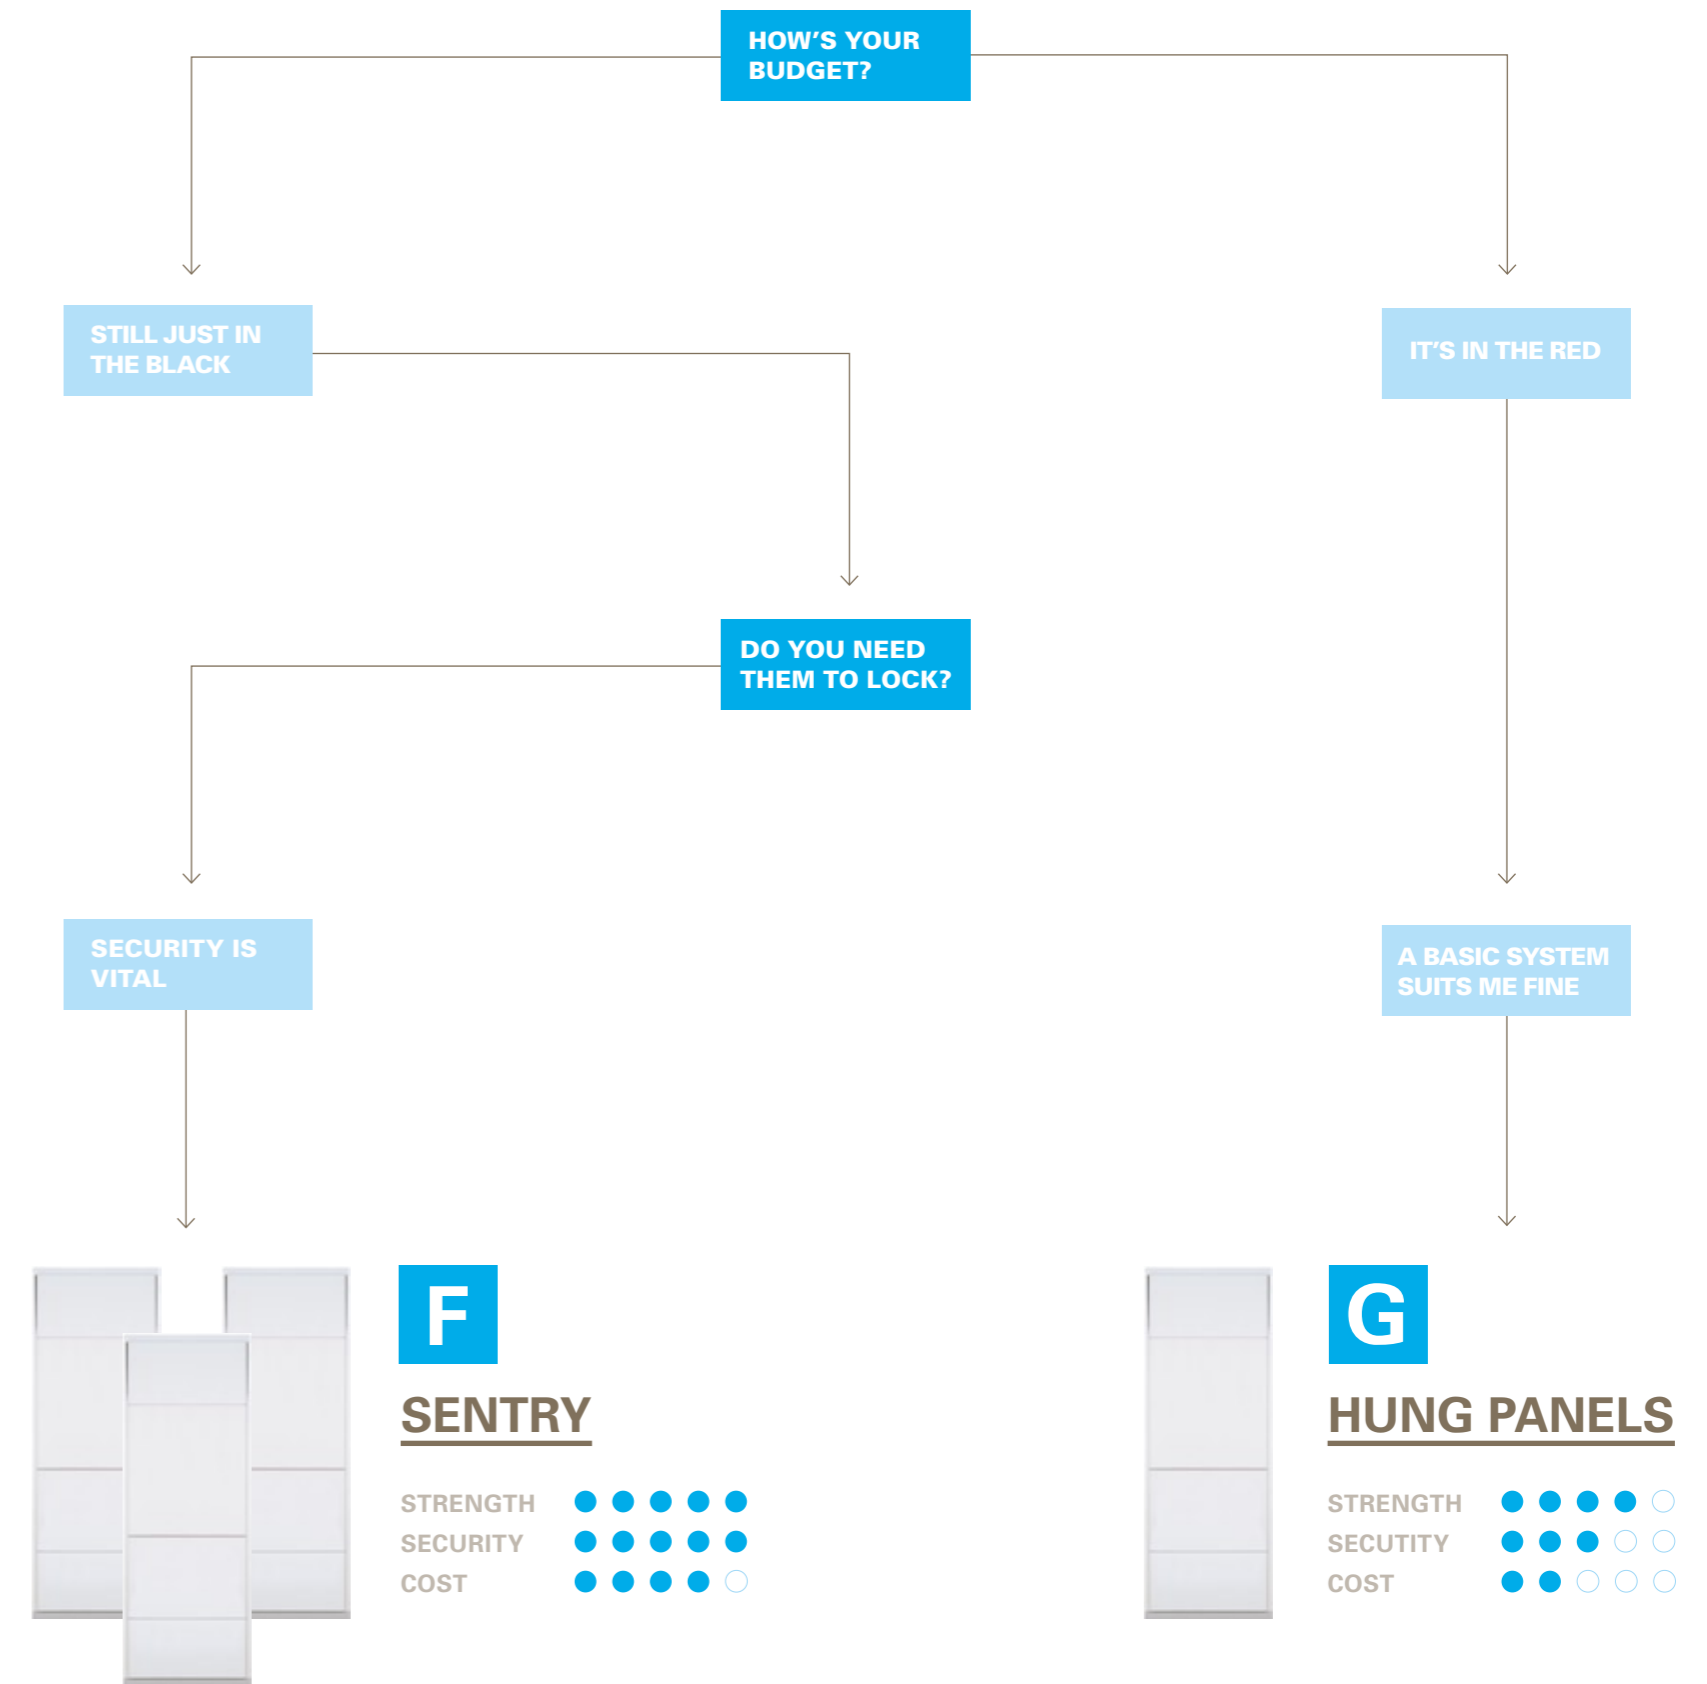 HOW'S YOUR
BUDGET?
STILL JUST IN
THE BLACK
IT'S IN THE RED
DO YOU NEED
THEM TO LOCK?
SECURITY IS
VITAL
A BASIC SYSTEM
SUITS ME FINE
F
SENTRY
STRENGTH
SECURITY
COST
G
HUNG PANELS
STRENGTH
SECUTITY
COST